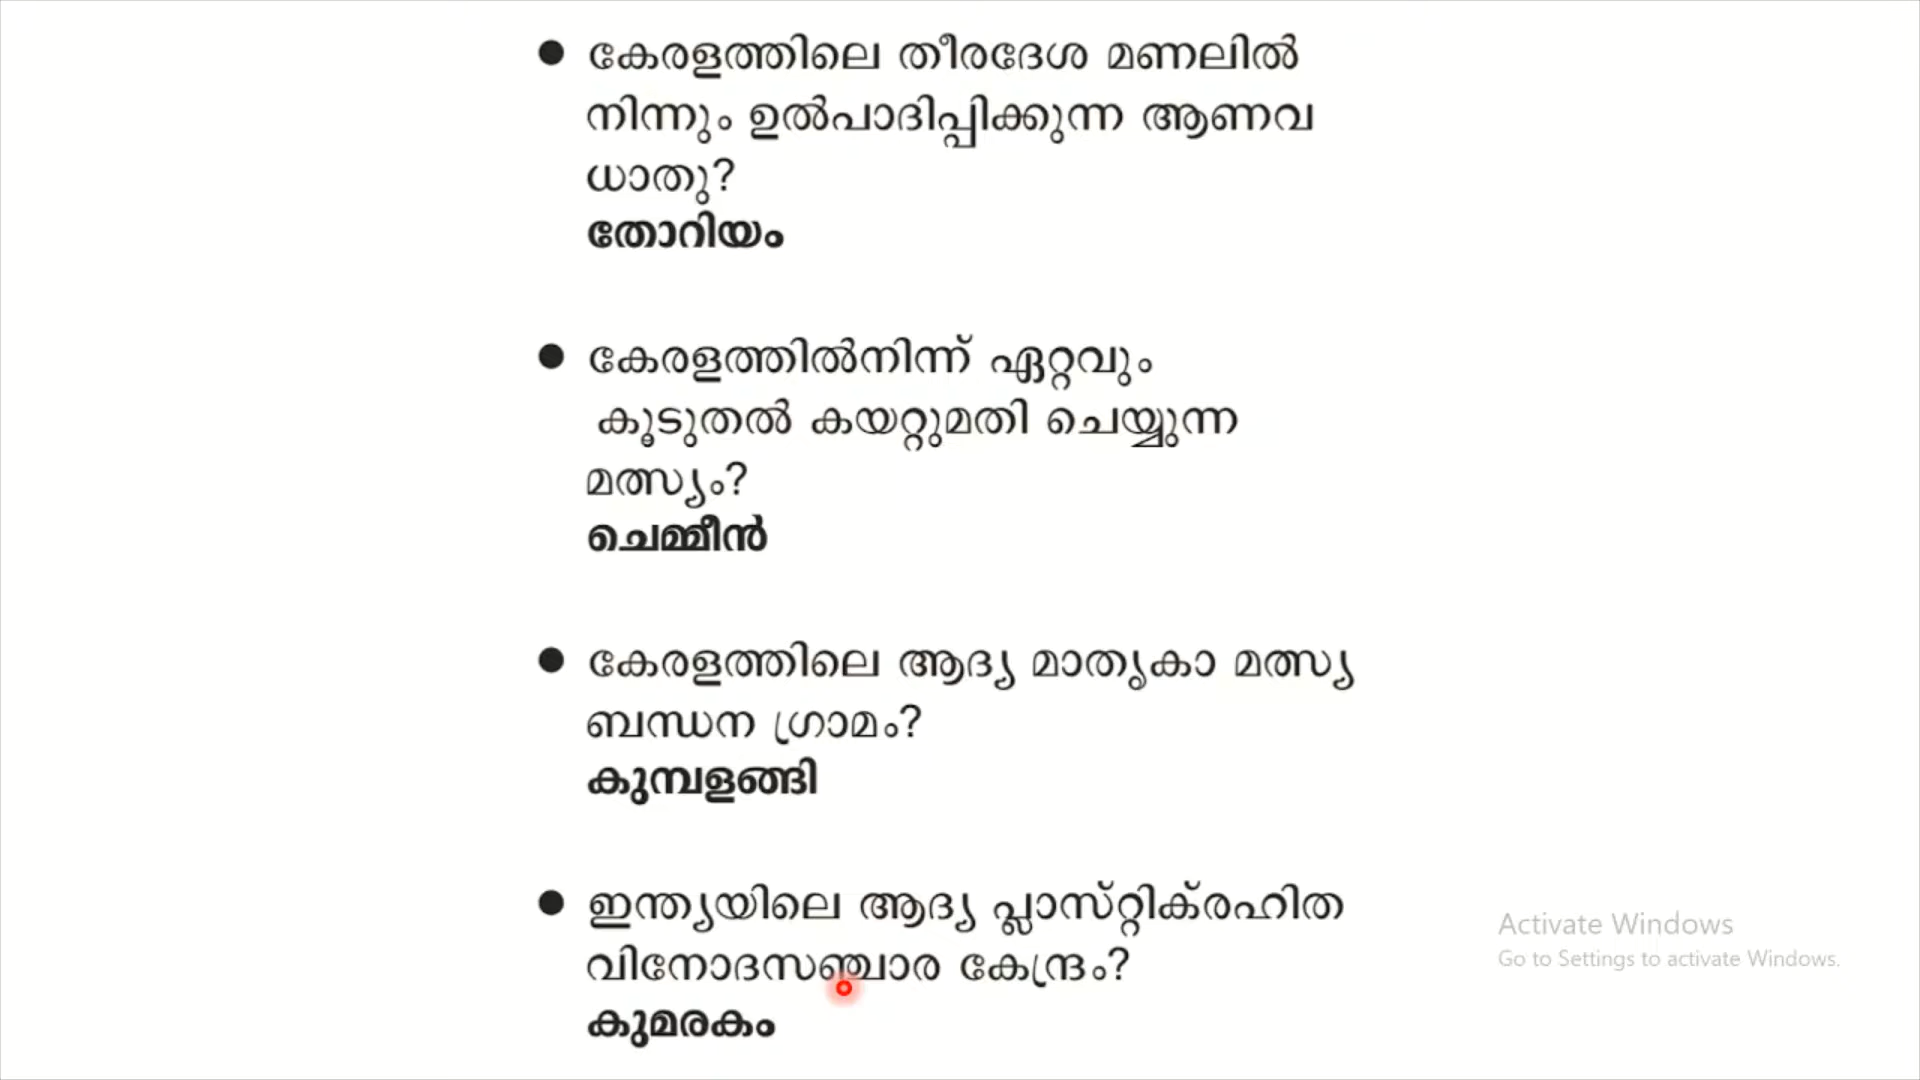 ● കേരളത്തിലെ തീരദേശ മണലിൽ
നിന്നും ഉൽപാദിപ്പിക്കുന്ന ആണവ
ധാതു?
തോറിയം
● കേരളത്തിൽനിന്ന് ഏറ്റവും
കൂടുതൽ കയറ്റുമതി ചെയ്യുന്ന
മത്സ്യം?
ചെമ്മീൻ
● കേരളത്തിലെ ആദ്യ മാതൃകാ മത്സ്യ
ബന്ധന ഗ്രാമം?
കുമ്പളങ്ങി
● ഇന്ത്യയിലെ ആദ്യ പ്ലാസ്റ്റിക്‌രഹിത
വിനോദസഞ്ചാര കേന്ദ്രം?
കുമരകം
Activate Windows
Go to Settings to activate Windows.